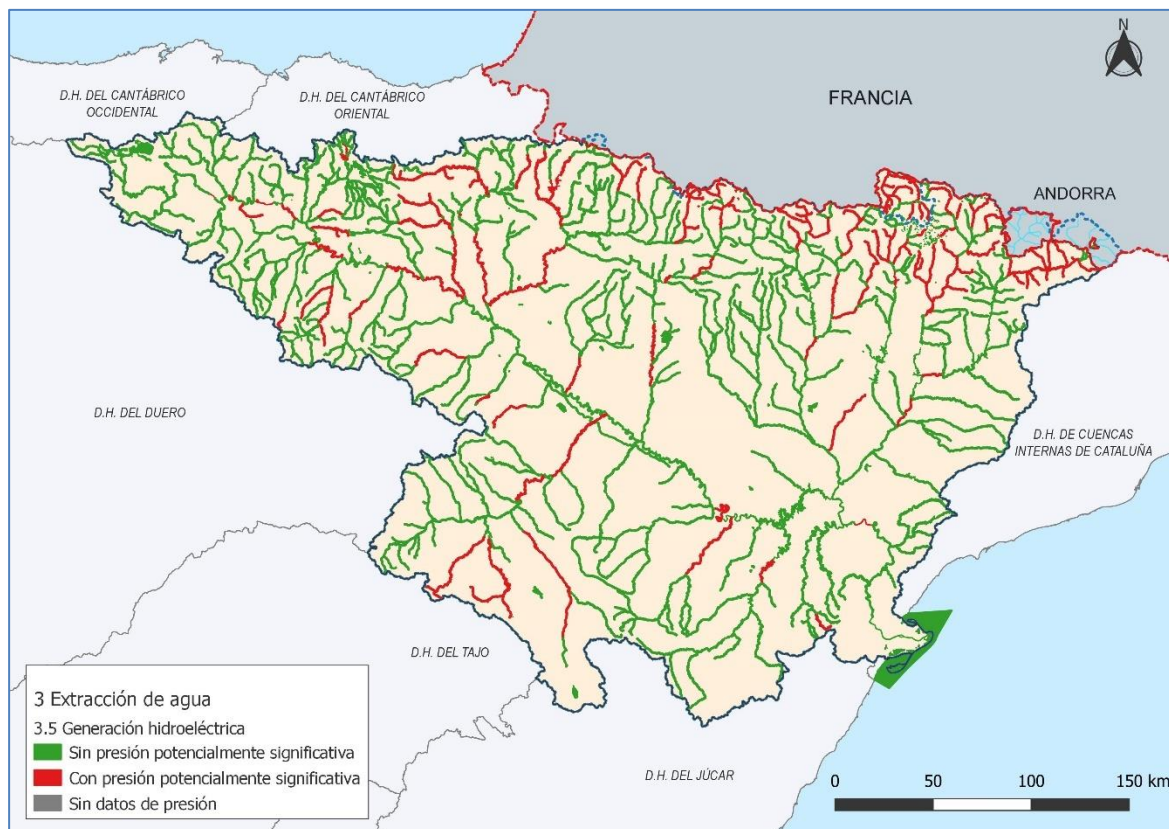 N
D.H. DEL CANTÁBRICO
OCCIDENTAL
D.H. DEL CANTÁBRICO
ORIENTAL
FRANCIA
ANDORRA
D.H. DEL DUERO
D.H. DE CUENCAS
INTERNAS DE CATALUÑA
D.H. DEL TAJO
D.H. DEL JÚCAR
3 Extracción de agua
3.5 Generación hidroeléctrica
Sin presión potencialmente significativa
Con presión potencialmente significativa
Sin datos de presión
0 50 100 150 km